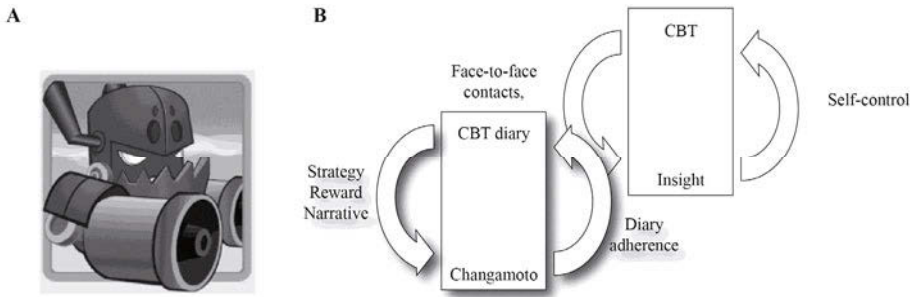 A
B
CBT
Face-to-face
contacts,
Self-control
CBT diary
Strategy
Reward
Narrative
Insight
Diary
adherence
Changamoto